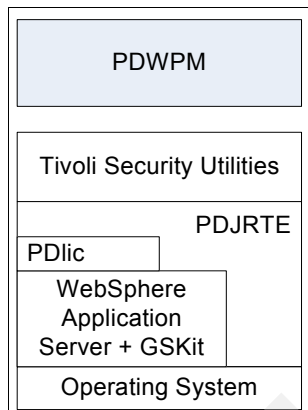 PDWPM
Tivoli Security Utilities
PDJRTE
PDlic
WebSphere
Application
Server + GSKit
Operating System